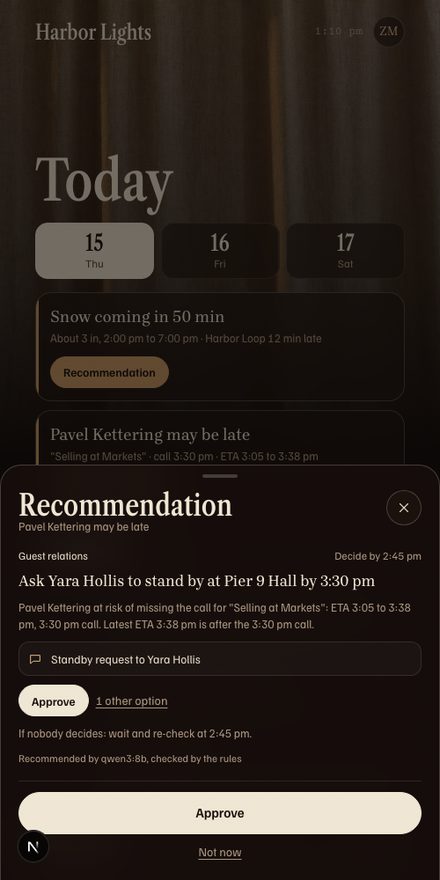 Harbor Lights
1:10 pm
ZM
Today
15
Thu
16
Fri
17
Sat
Snow coming in 50 min
About 3 in, 2:00 pm to 7:00 pm · Harbor Loop 12 min late
Recommendation
Pavel Kettering may be late
"Selling at Markets" · call 3:30 pm · ETA 3:05 to 3:38 pm
Recommendation
Pavel Kettering may be late
Guest relations
Decide by 2:45 pm
Ask Yara Hollis to stand by at Pier 9 Hall by 3:30 pm
Pavel Kettering at risk of missing the call for "Selling at Markets": ETA 3:05 to 3:38
pm, 3:30 pm call. Latest ETA 3:38 pm is after the 3:30 pm call.
Standby request to Yara Hollis
Approve
1 other option
If nobody decides: wait and re-check at 2:45 pm.
Recommended by qwen3:8b, checked by the rules
Approve
N
Not now